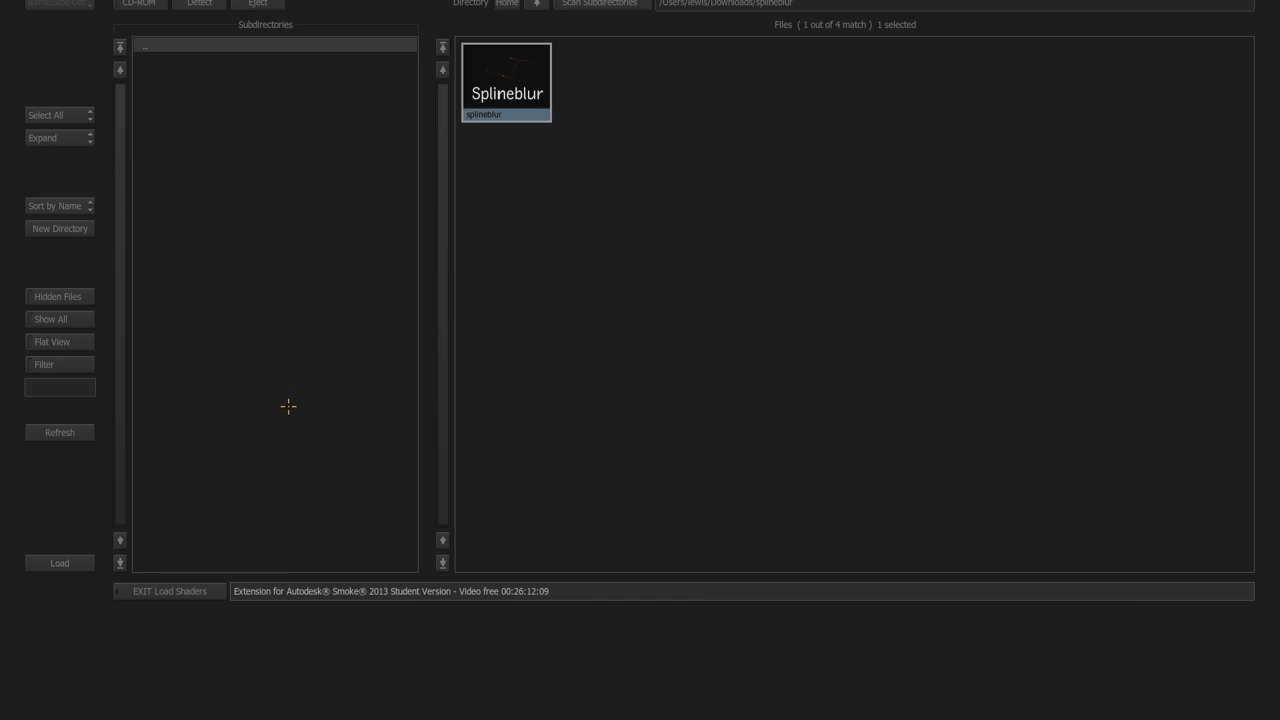 CD-ROM Detect Eject Directory Home Scan Subdirectories /Users/lewis/Downloads/splineblur
Subdirectories Files ( 1 out of 4 match ) 1 selected
..
Splineblur
splineblur
Select All
Expand
Sort by Name
New Directory
Hidden Files
Show All
Flat View
Filter
Refresh
Load
EXIT Load Shaders Extension for Autodesk® Smoke® 2013 Student Version - Video free 00:26:12:09